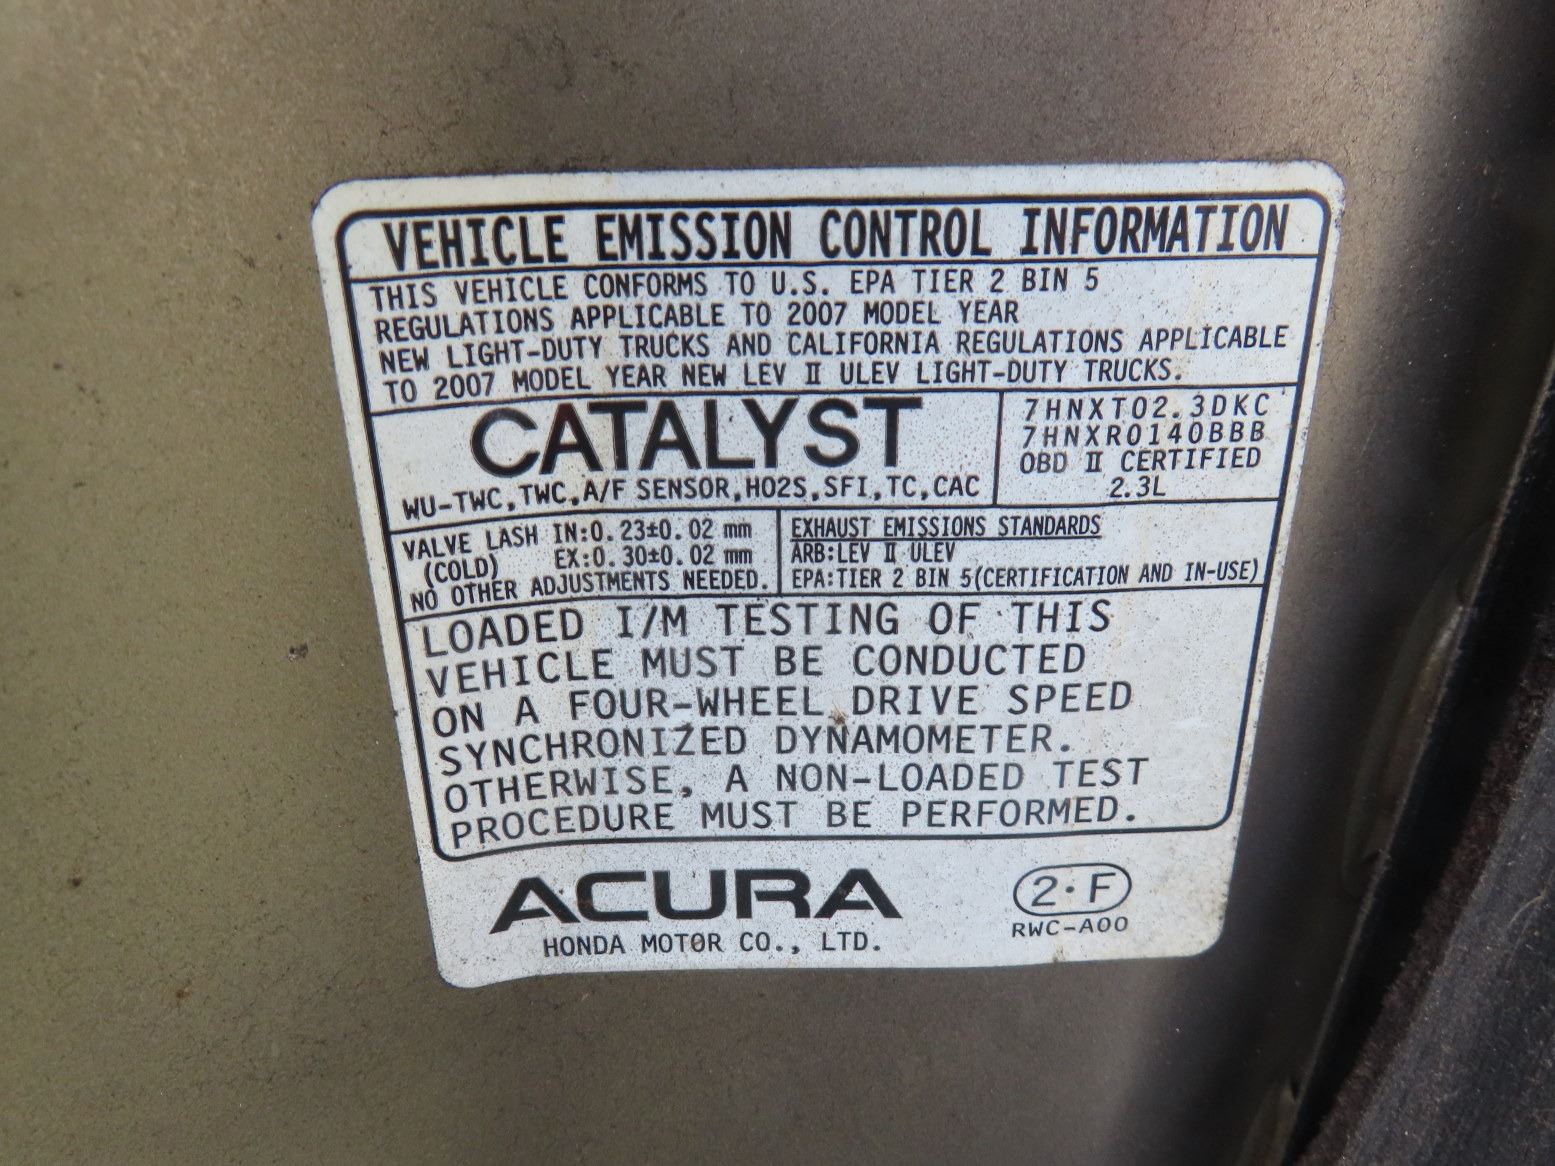 VEHICLE EMISSION CONTROL INFORMATION
THIS VEHICLE CONFORMS TO U.S. EPA TIER 2 BIN 5
REGULATIONS APPLICABLE TO 2007 MODEL YEAR
NEW LIGHT-DUTY TRUCKS AND CALIFORNIA REGULATIONS APPLICABLE
TO 2007 MODEL YEAR NEW LEV II ULEV LIGHT-DUTY TRUCKS.
CATALYST
WU-TWC,TWC,A/F SENSOR,HO2S,SFI,TC,CAC
7HNXT02.3DKC
7HNXR0140BBB
OBD II CERTIFIED
2.3L
VALVE LASH IN:0.23±0.02 mm
(COLD) EX:0.30±0.02 mm
NO OTHER ADJUSTMENTS NEEDED.
EXHAUST EMISSIONS STANDARDS
ARB:LEV II ULEV
EPA:TIER 2 BIN 5(CERTIFICATION AND IN-USE)
LOADED I/M TESTING OF THIS
VEHICLE MUST BE CONDUCTED
ON A FOUR-WHEEL DRIVE SPEED
SYNCHRONIZED DYNAMOMETER.
OTHERWISE, A NON-LOADED TEST
PROCEDURE MUST BE PERFORMED.
ACURA
HONDA MOTOR CO., LTD.
2·F
RWC-A00